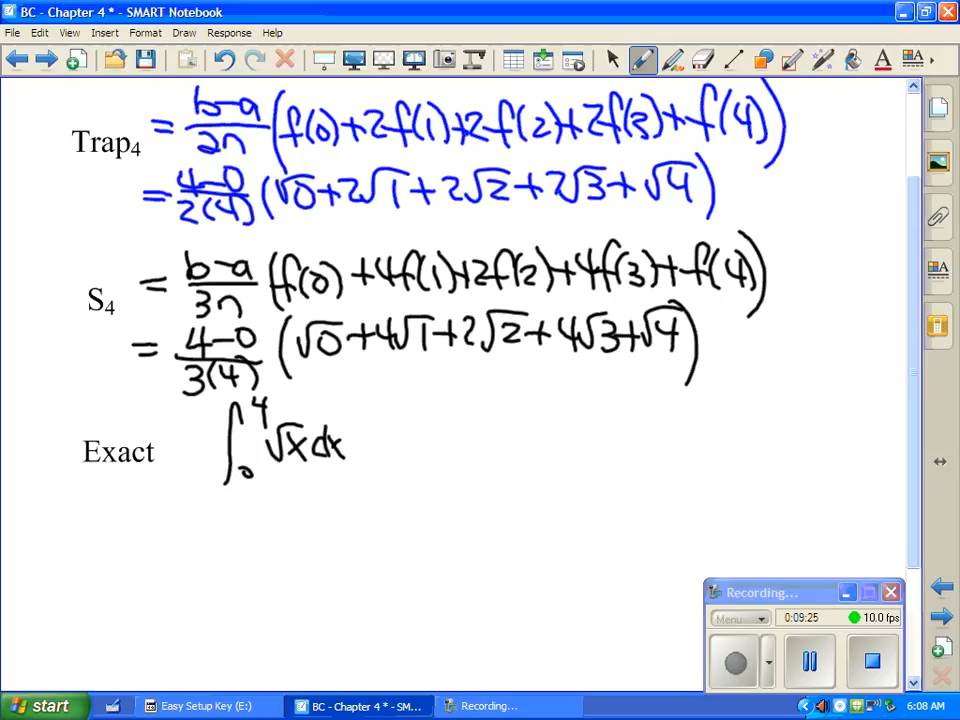 BC - Chapter 4 * - SMART Notebook
File Edit View Insert Format Draw Response Help
Trap₄ = b-a/2n (f(0)+2f(1)+2f(2)+2f(3)+f(4))
= 4-0/2(4) (√0+2√1+2√2+2√3+√4)
S₄ = b-a/3n (f(0)+4f(1)+2f(2)+4f(3)+f(4))
= 4-0/3(4) (√0+4√1+2√2+4√3+√4)
Exact ∫₀⁴ √x dx
Recording...
Menu 0:09:25 10.0 fps
start Easy Setup Key (E:) BC - Chapter 4 * - SM... Recording... 6:08 AM